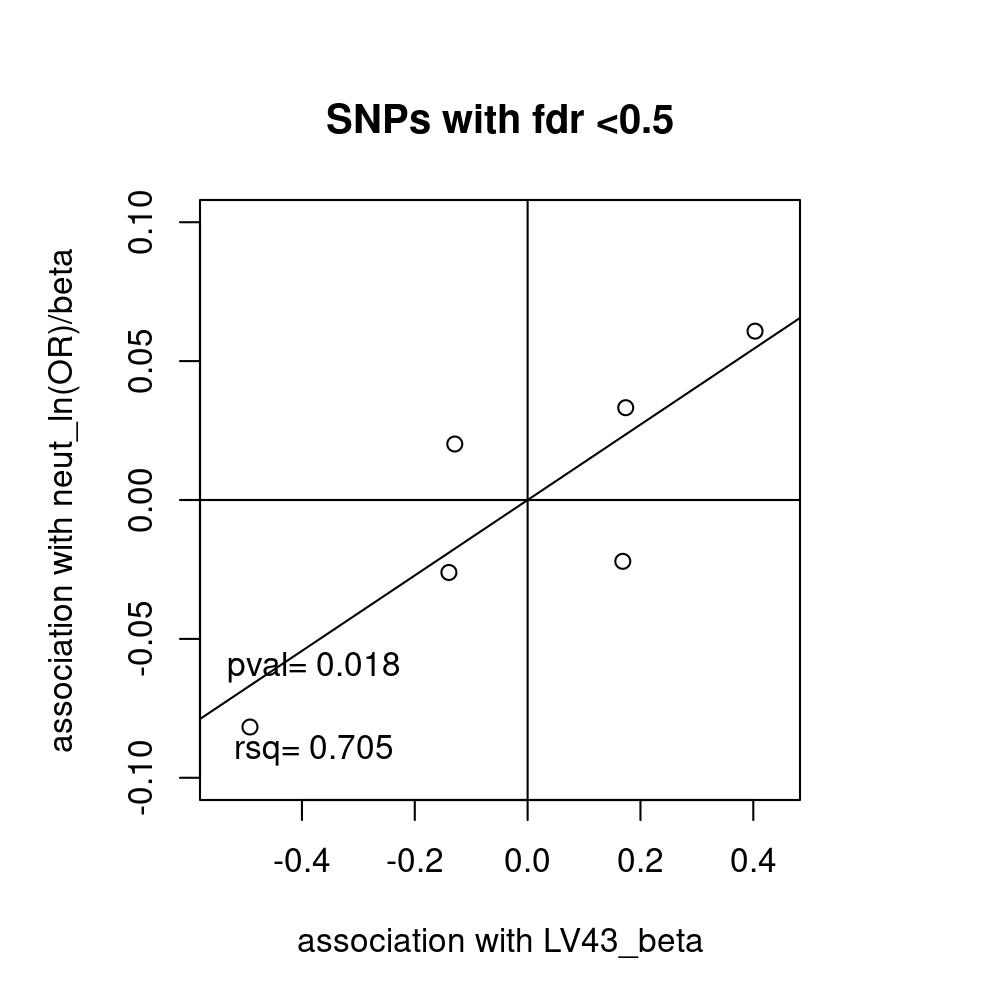 SNPs with fdr <0.5
association with neut_ln(OR)/beta
0.10
0.05
0.00
-0.05
-0.10
pval= 0.018
rsq= 0.705
-0.4 -0.2 0.0 0.2 0.4
association with LV43_beta